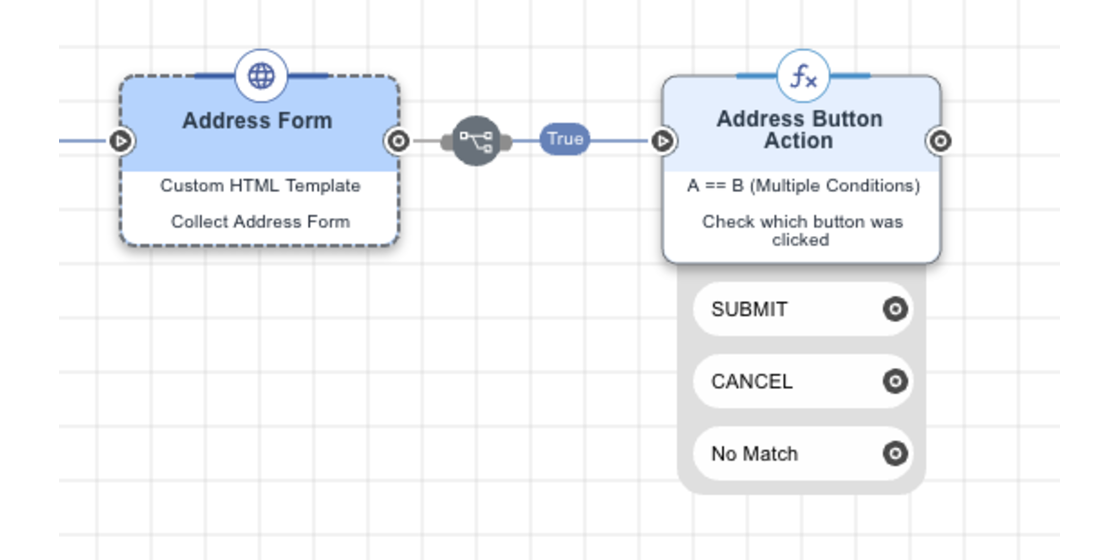 Address Form
Custom HTML Template
Collect Address Form
True
fx
Address Button
Action
A == B (Multiple Conditions)
Check which button was
clicked
SUBMIT
CANCEL
No Match